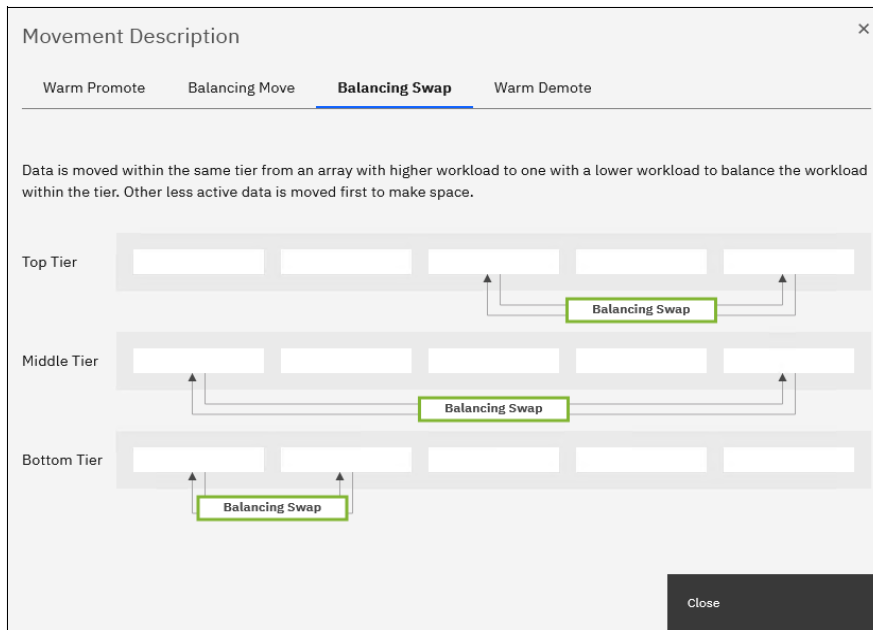 Movement Description
×
Warm Promote Balancing Move Balancing Swap Warm Demote
Data is moved within the same tier from an array with higher workload to one with a lower workload to balance the workload
within the tier. Other less active data is moved first to make space.
Top Tier
Balancing Swap
Middle Tier
Balancing Swap
Bottom Tier
Balancing Swap
Close